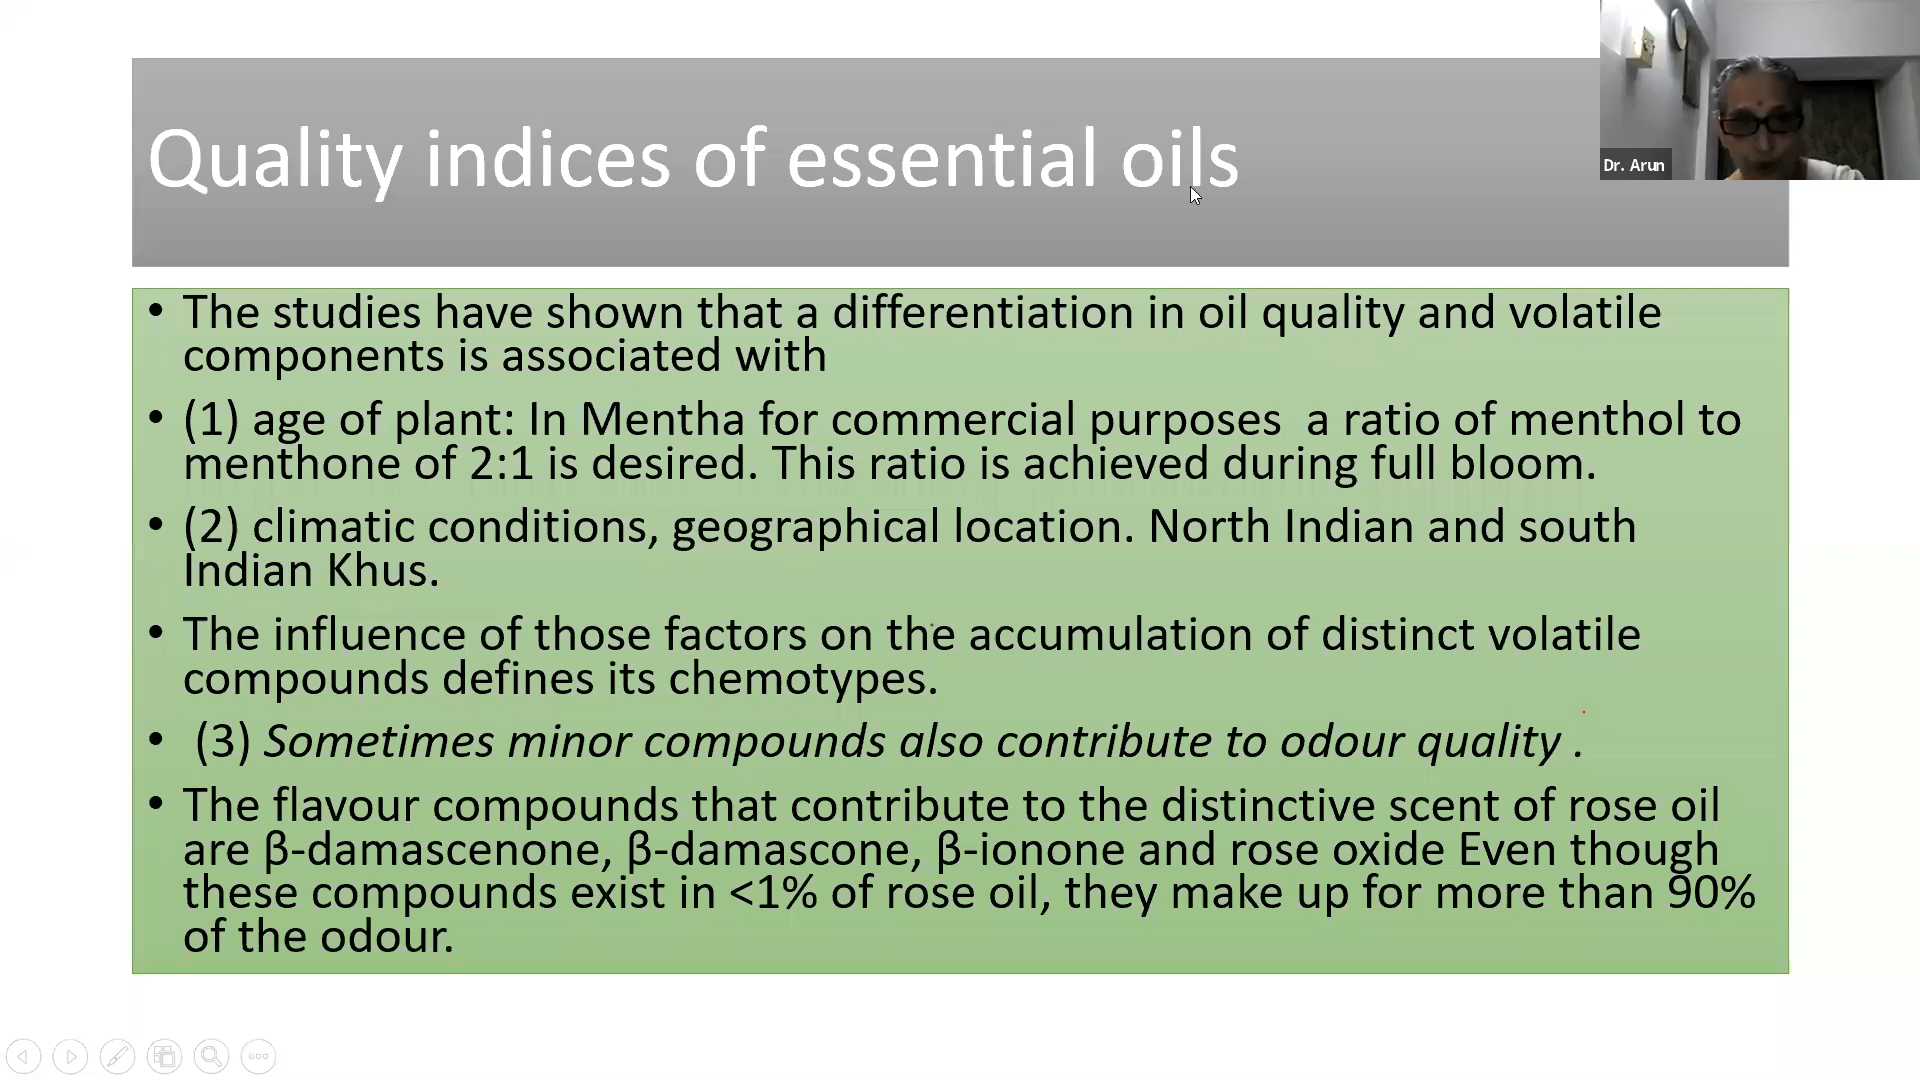 Quality indices of essential oils
Dr. Arun
• The studies have shown that a differentiation in oil quality and volatile
components is associated with
• (1) age of plant: In Mentha for commercial purposes  a ratio of menthol to
menthone of 2:1 is desired. This ratio is achieved during full bloom.
• (2) climatic conditions, geographical location. North Indian and south
Indian Khus.
• The influence of those factors on the accumulation of distinct volatile
compounds defines its chemotypes.
•  (3) Sometimes minor compounds also contribute to odour quality .
• The flavour compounds that contribute to the distinctive scent of rose oil
are β-damascenone, β-damascone, β-ionone and rose oxide Even though
these compounds exist in <1% of rose oil, they make up for more than 90%
of the odour.